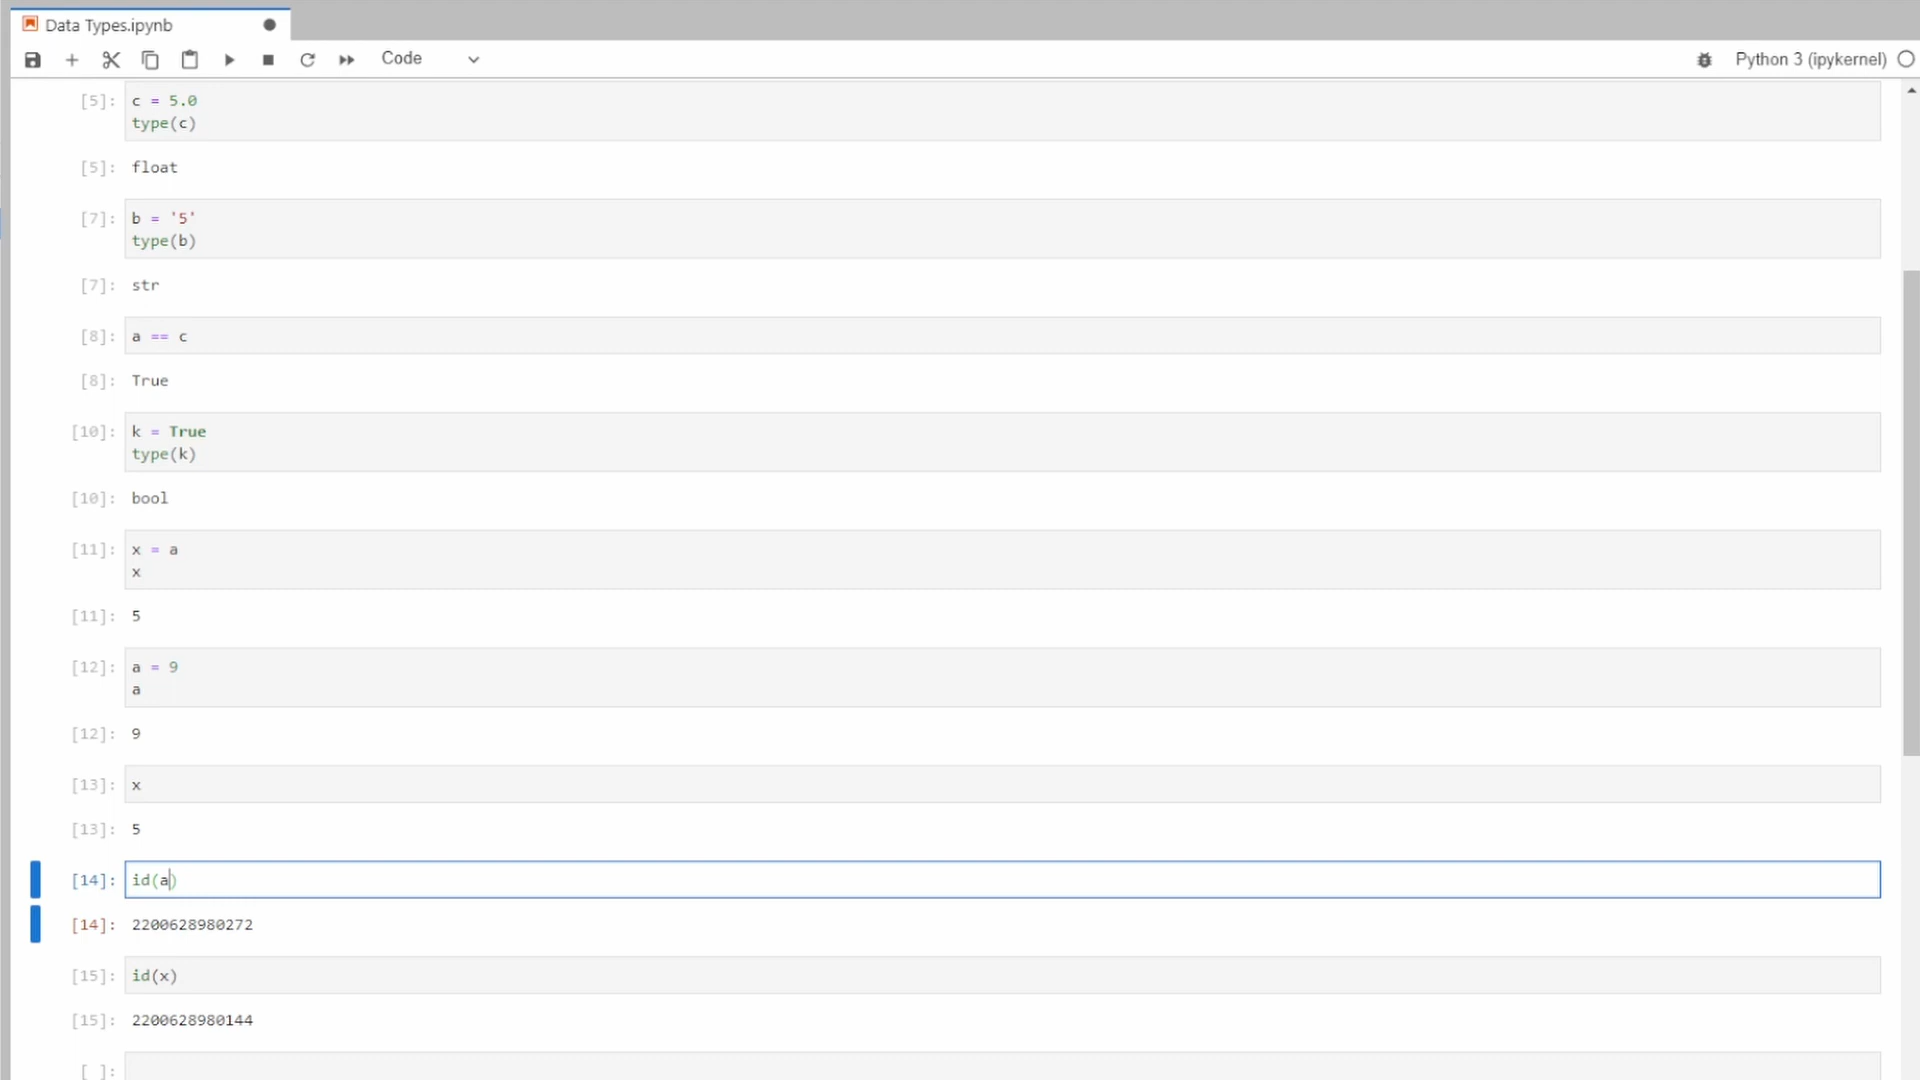 Data Types.ipynb
Code
Python 3 (ipykernel)
[5]: c = 5.0
type(c)
[5]: float
[7]: b = '5'
type(b)
[7]: str
[8]: a == c
[8]: True
[10]: k = True
type(k)
[10]: bool
[11]: x = a
x
[11]: 5
[12]: a = 9
a
[12]: 9
[13]: x
[13]: 5
[14]: id(a)
[14]: 2200628980272
[15]: id(x)
[15]: 2200628980144
[ ]: